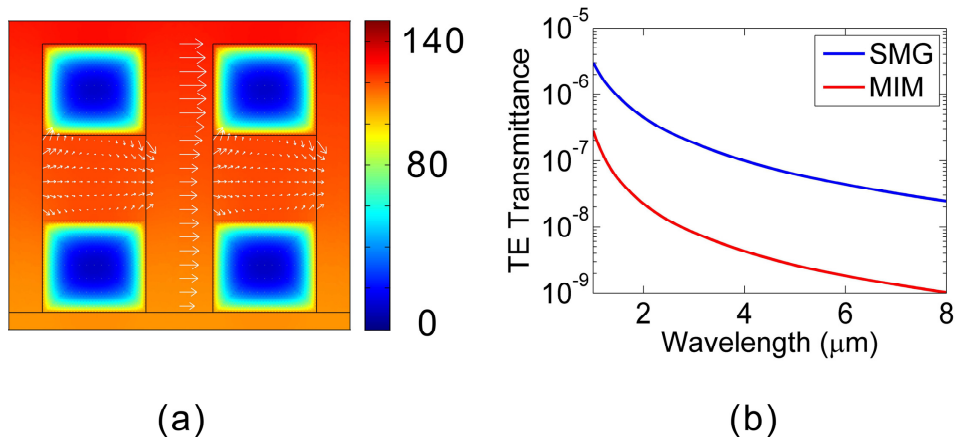 140
80
0
(a)
10-5
10-6
10-7
10-8
10-9
TE Transmittance
SMG
MIM
2
4
6
8
Wavelength (μm)
(b)